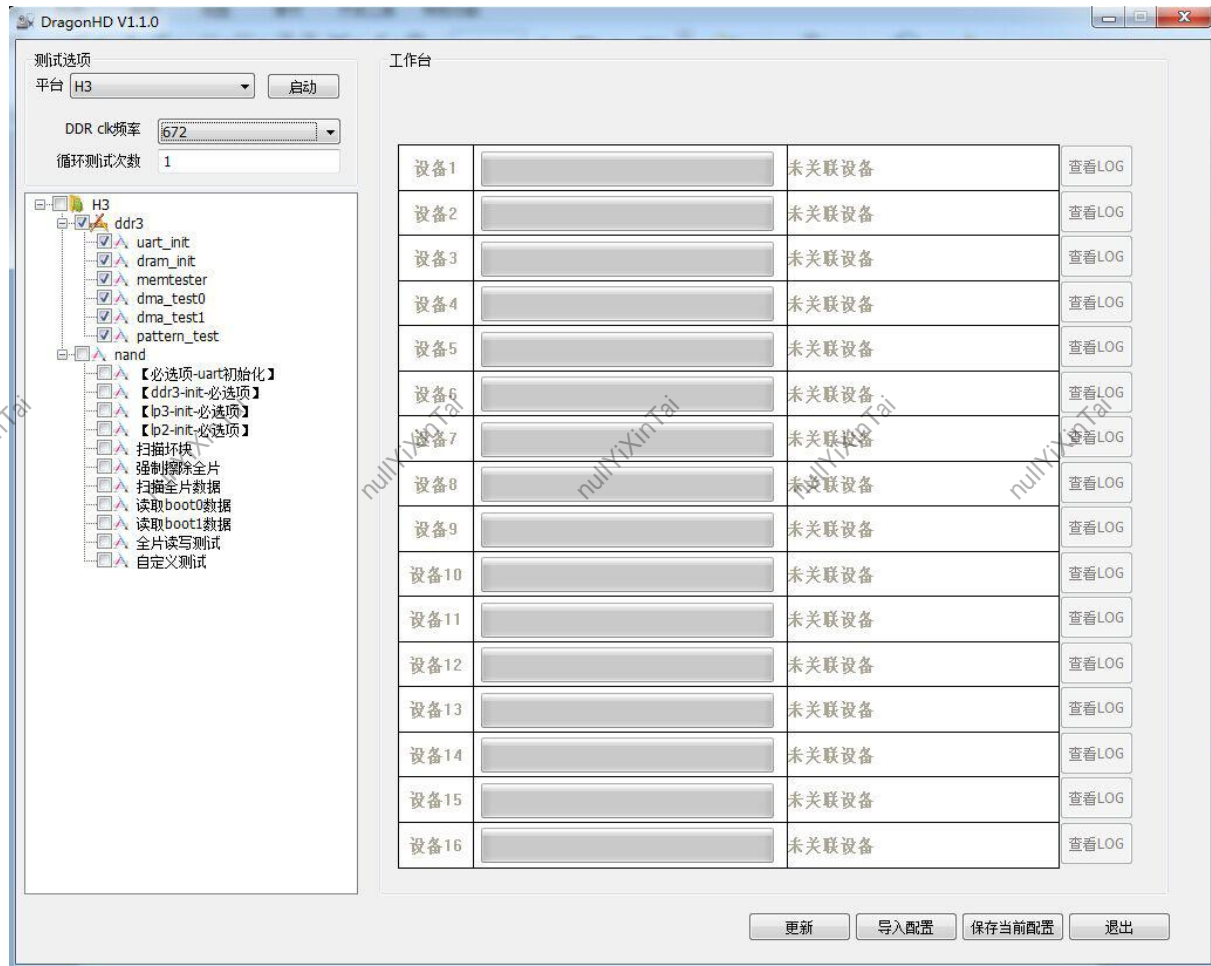 DragonHD V1.1.0
测试选项
平台 H3 启动
DDR clk频率 672
循环测试次数 1
H3
ddr3
uart_init
dram_init
memtester
dma_test0
dma_test1
pattern_test
nand
【必选项-uart初始化】
【ddr3-init-必选项】
【lp3-init-必选项】
【lp2-init-必选项】
扫描坏块
强制擦除全片
扫描全片数据
读取boot0数据
读取boot1数据
全片读写测试
自定义测试
工作台
设备1 未关联设备 查看LOG
设备2 未关联设备 查看LOG
设备3 未关联设备 查看LOG
设备4 未关联设备 查看LOG
设备5 未关联设备 查看LOG
设备6 未关联设备 查看LOG
设备7 未关联设备 查看LOG
设备8 未关联设备 查看LOG
设备9 未关联设备 查看LOG
设备10 未关联设备 查看LOG
设备11 未关联设备 查看LOG
设备12 未关联设备 查看LOG
设备13 未关联设备 查看LOG
设备14 未关联设备 查看LOG
设备15 未关联设备 查看LOG
设备16 未关联设备 查看LOG
更新 导入配置 保存当前配置 退出
nullYiXinTai
nullYiXinTai
nullYiXinTai
nullYiXinTai